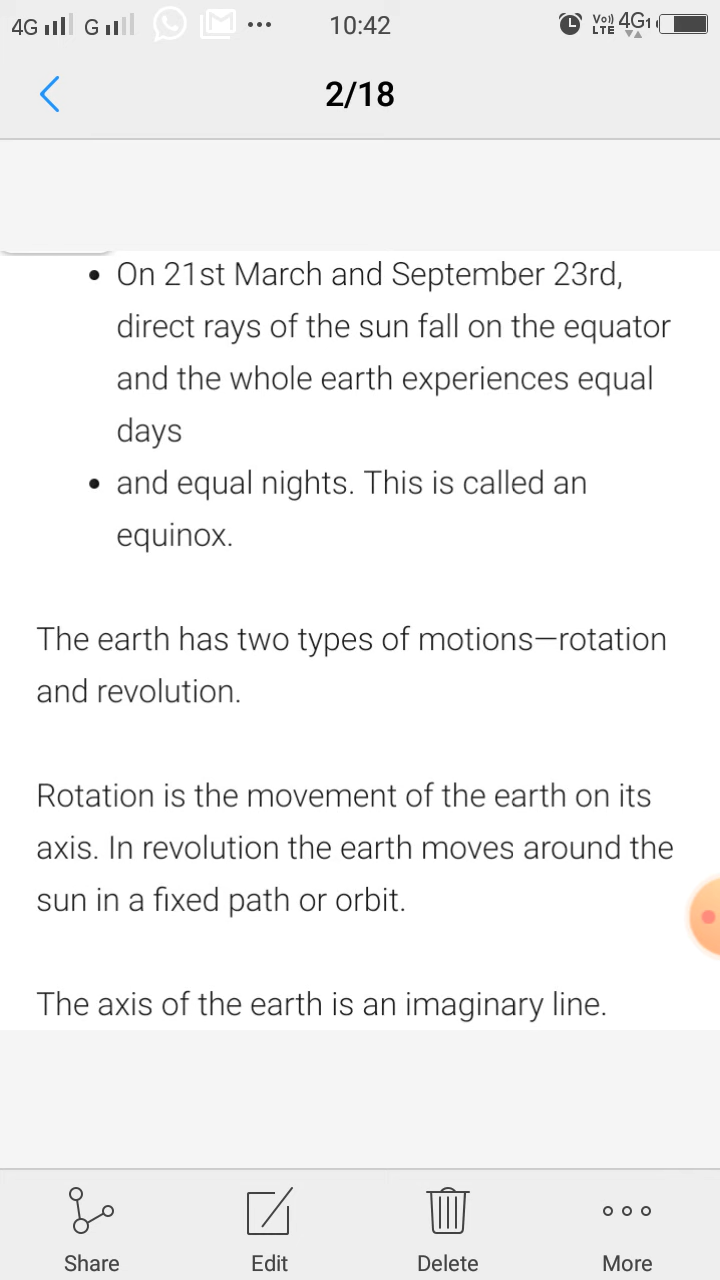 4G G ... 10:42 Vo)) LTE 4G1
2/18
• On 21st March and September 23rd,
direct rays of the sun fall on the equator
and the whole earth experiences equal
days
• and equal nights. This is called an
equinox.
The earth has two types of motions—rotation
and revolution.
Rotation is the movement of the earth on its
axis. In revolution the earth moves around the
sun in a fixed path or orbit.
The axis of the earth is an imaginary line.
Share Edit Delete More